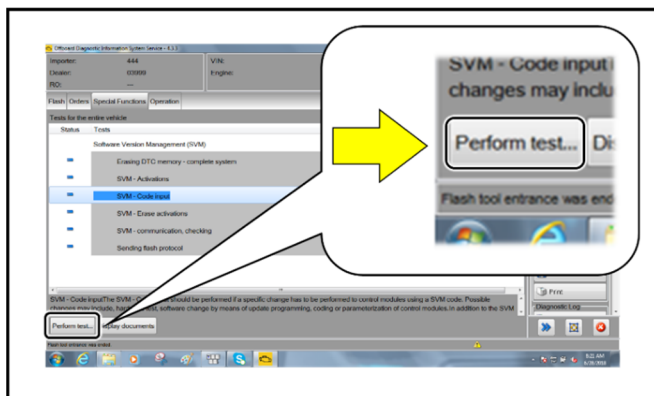 Offboard Diagnostic Information System Service - 4.3.3
Importer: 444 VIN:
Dealer: 03000 Engine:
RO: ---
Flash Orders Special Functions Operation
Tests for the entire vehicle
Status Tests
Software Version Management (SVM)
Erasing DTC memory - complete system
SVM - Activations
SVM - Code input
SVM - Erase activations
SVM - communication, checking
Sending flash protocol
SVM - Code inputThe SVM - should be performed if a specific change has to be performed to control modules using a SVM code. Possible
changes may include, test, software change by means of update programming, coding or parameterization of control modules.In addition to the SVM
Perform test... Display documents
Flash tool entrance was ended.
Print
Diagnostic Log
SVM - Code input
changes may inclu
Perform test... Di
Flash tool entrance was end